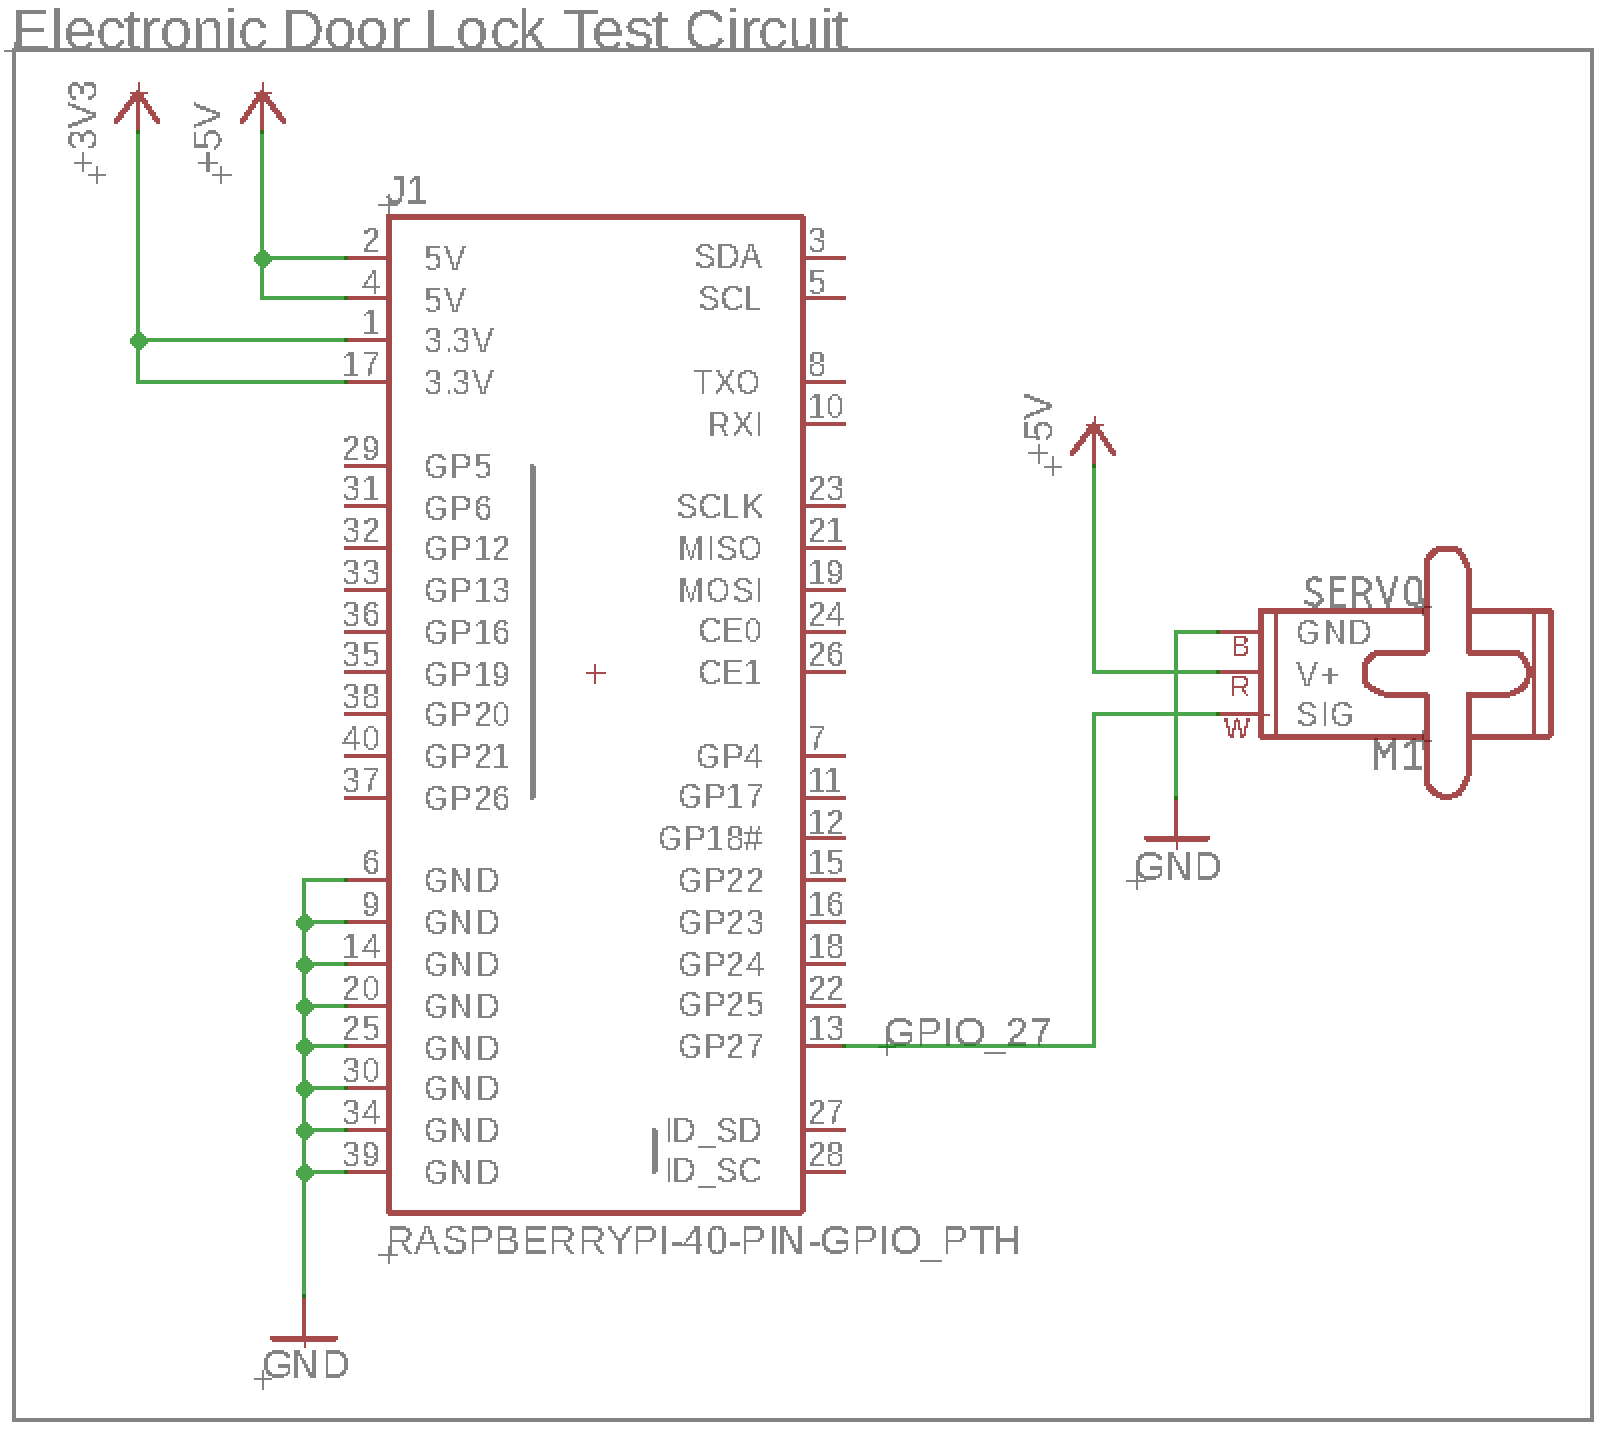 Electronic Door Lock Test Circuit
+3V3
+5V
J1
2 5V SDA 3
4 5V SCL 5
1 3.3V
17 3.3V TXO 8
RXI 10
29 GP5
31 GP6 SCLK 23
32 GP12 MISO 21
33 GP13 MOSI 19
36 GP16 CE0 24
35 GP19 CE1 26
38 GP20
40 GP21 GP4 7
37 GP26 GP17 11
GP18# 12
6 GND GP22 15
9 GND GP23 16
14 GND GP24 18
20 GND GP25 22
25 GND GP27 13
30 GND
34 GND ID_SD 27
39 GND ID_SC 28
RASPBERRYPI-40-PIN-GPIO_PTH
GND
GPIO_27
+5V
SERVO
B GND
R V+
W SIG
M1
GND